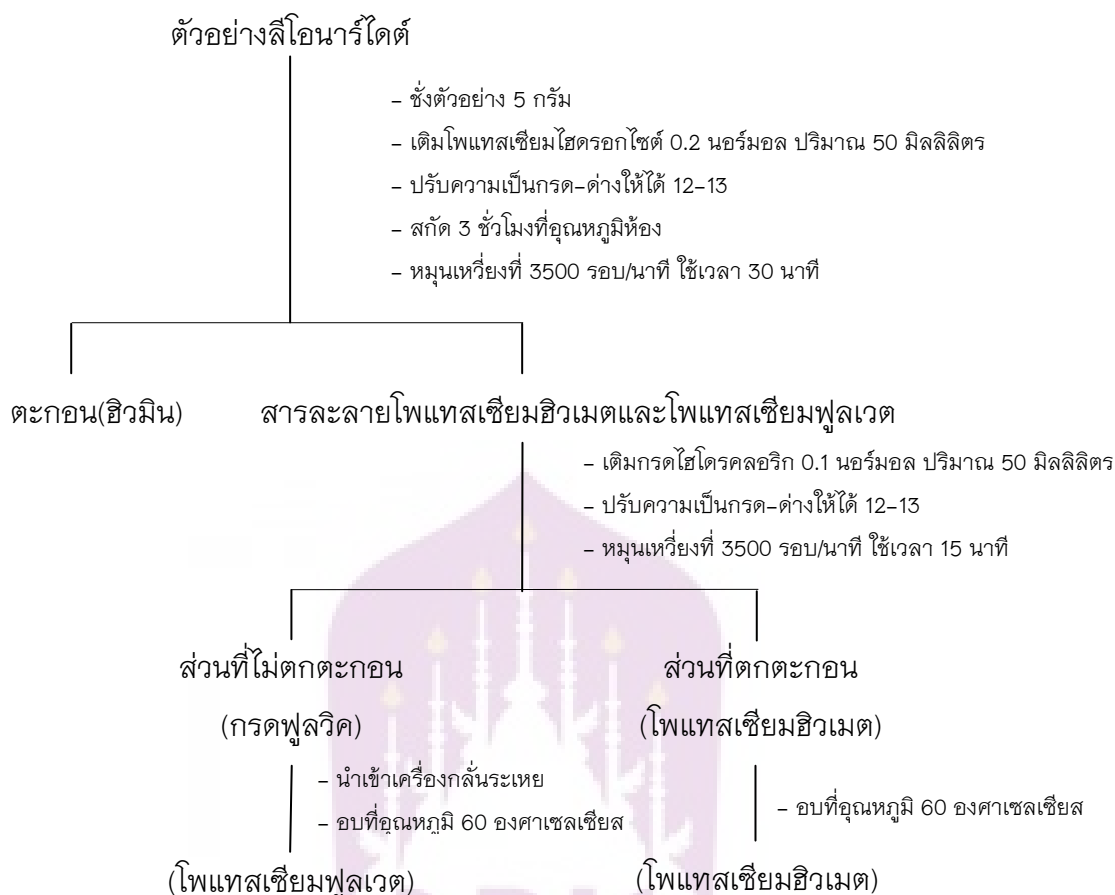 ตัวอย่างลีโอนาร์ไดต์
- ชั่งตัวอย่าง 5 กรัม
- เติมโพแทสเซียมไฮดรอกไซต์ 0.2 นอร์มอล ปริมาณ 50 มิลลิลิตร
- ปรับความเป็นกรด-ด่างให้ได้ 12-13
- สกัด 3 ชั่วโมงที่อุณหภูมิห้อง
- หมุนเหวี่ยงที่ 3500 รอบ/นาที ใช้เวลา 30 นาที
ตะกอน(ฮิวมิน)
สารละลายโพแทสเซียมฮิวเมตและโพแทสเซียมฟูลเวต
- เติมกรดไฮโดรคลอริก 0.1 นอร์มอล ปริมาณ 50 มิลลิลิตร
- ปรับความเป็นกรด-ด่างให้ได้ 12-13
- หมุนเหวี่ยงที่ 3500 รอบ/นาที ใช้เวลา 15 นาที
ส่วนที่ไม่ตกตะกอน
(กรดฟูลวิค)
ส่วนที่ตกตะกอน
(โพแทสเซียมฮิวเมต)
- นำเข้าเครื่องกลั่นระเหย
- อบที่อุณหภูมิ 60 องศาเซลเซียส
- อบที่อุณหภูมิ 60 องศาเซลเซียส
(โพแทสเซียมฟูลเวต)
(โพแทสเซียมฮิวเมต)